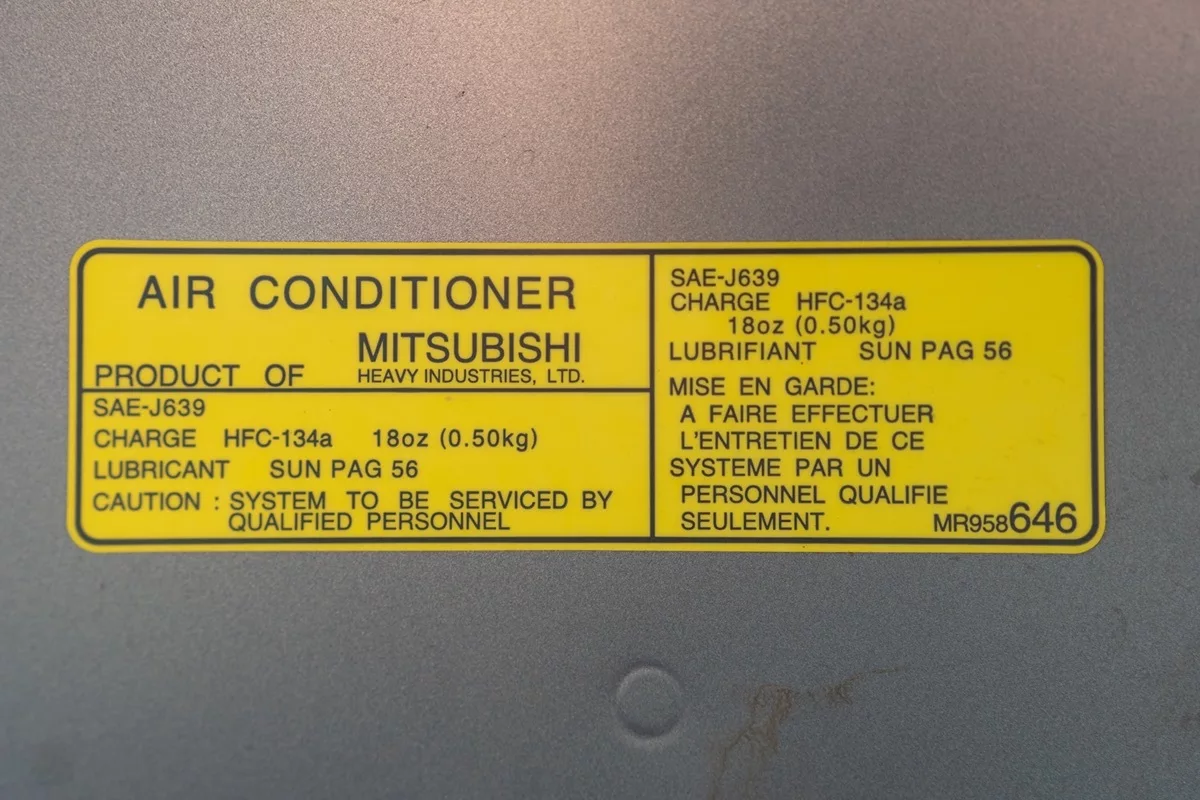 AIR CONDITIONER
PRODUCT OF MITSUBISHI
HEAVY INDUSTRIES, LTD.
SAE-J639
CHARGE HFC-134a 18oz (0.50kg)
LUBRICANT SUN PAG 56
CAUTION : SYSTEM TO BE SERVICED BY
QUALIFIED PERSONNEL
SAE-J639
CHARGE HFC-134a
18oz (0.50kg)
LUBRIFIANT SUN PAG 56
MISE EN GARDE:
A FAIRE EFFECTUER
L'ENTRETIEN DE CE
SYSTEME PAR UN
PERSONNEL QUALIFIE
SEULEMENT. MR958646